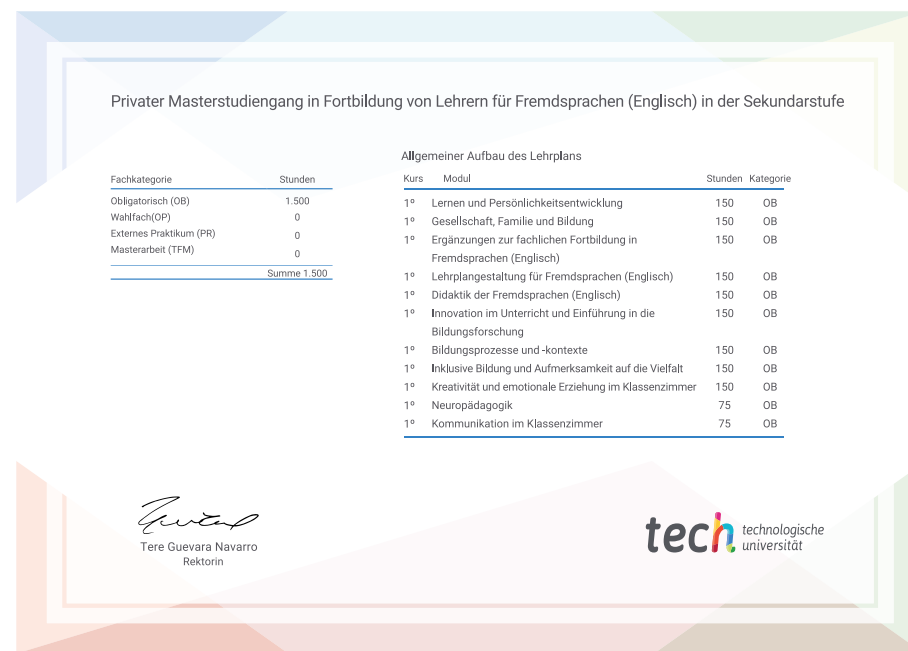 Privater Masterstudiengang in Fortbildung von Lehrern für Fremdsprachen (Englisch) in der Sekundarstufe
Fachkategorie Stunden
Obligatorisch (OB) 1.500
Wahlfach(OP) 0
Externes Praktikum (PR) 0
Masterarbeit (TFM) 0
Summe 1.500
Allgemeiner Aufbau des Lehrplans
Kurs Modul Stunden Kategorie
1º Lernen und Persönlichkeitsentwicklung 150 OB
1º Gesellschaft, Familie und Bildung 150 OB
1º Ergänzungen zur fachlichen Fortbildung in 150 OB
Fremdsprachen (Englisch)
1º Lehrplangestaltung für Fremdsprachen (Englisch) 150 OB
1º Didaktik der Fremdsprachen (Englisch) 150 OB
1º Innovation im Unterricht und Einführung in die 150 OB
Bildungsforschung
1º Bildungsprozesse und -kontexte 150 OB
1º Inklusive Bildung und Aufmerksamkeit auf die Vielfalt 150 OB
1º Kreativität und emotionale Erziehung im Klassenzimmer 150 OB
1º Neuropädagogik 75 OB
1º Kommunikation im Klassenzimmer 75 OB
Tere Guevara Navarro
Rektorin
tech technologische
universität